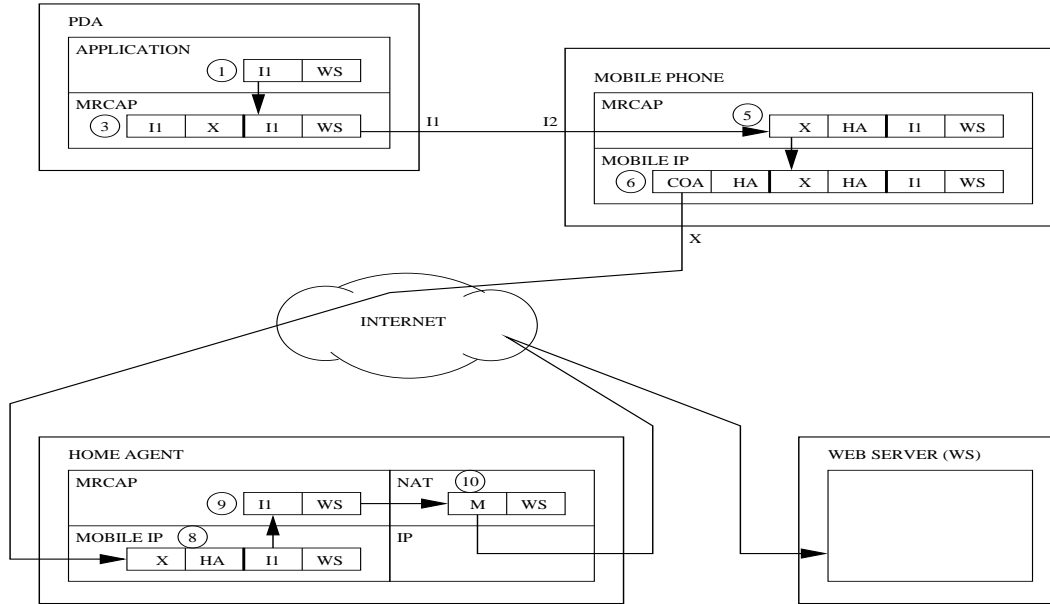 PDA
APPLICATION
1 I1 WS
MRCAP
3 I1 X I1 WS
I1
I2
MOBILE PHONE
MRCAP
5
X HA I1 WS
MOBILE IP
6 COA HA X HA I1 WS
X
INTERNET
HOME AGENT
MRCAP
9 I1 WS
NAT 10
M WS
MOBILE IP 8
X HA I1 WS
IP
WEB SERVER (WS)